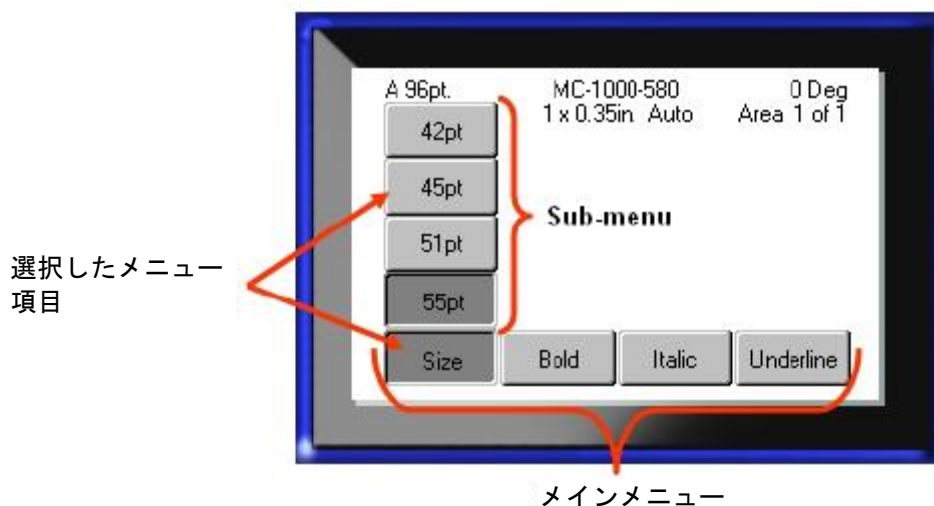 A 96pt. MC-1000-580 0 Deg
1 x 0.35in Auto Area 1 of 1
42pt
45pt
Sub-menu
51pt
選択したメニュー
項目
55pt
Size Bold Italic Underline
メインメニュー